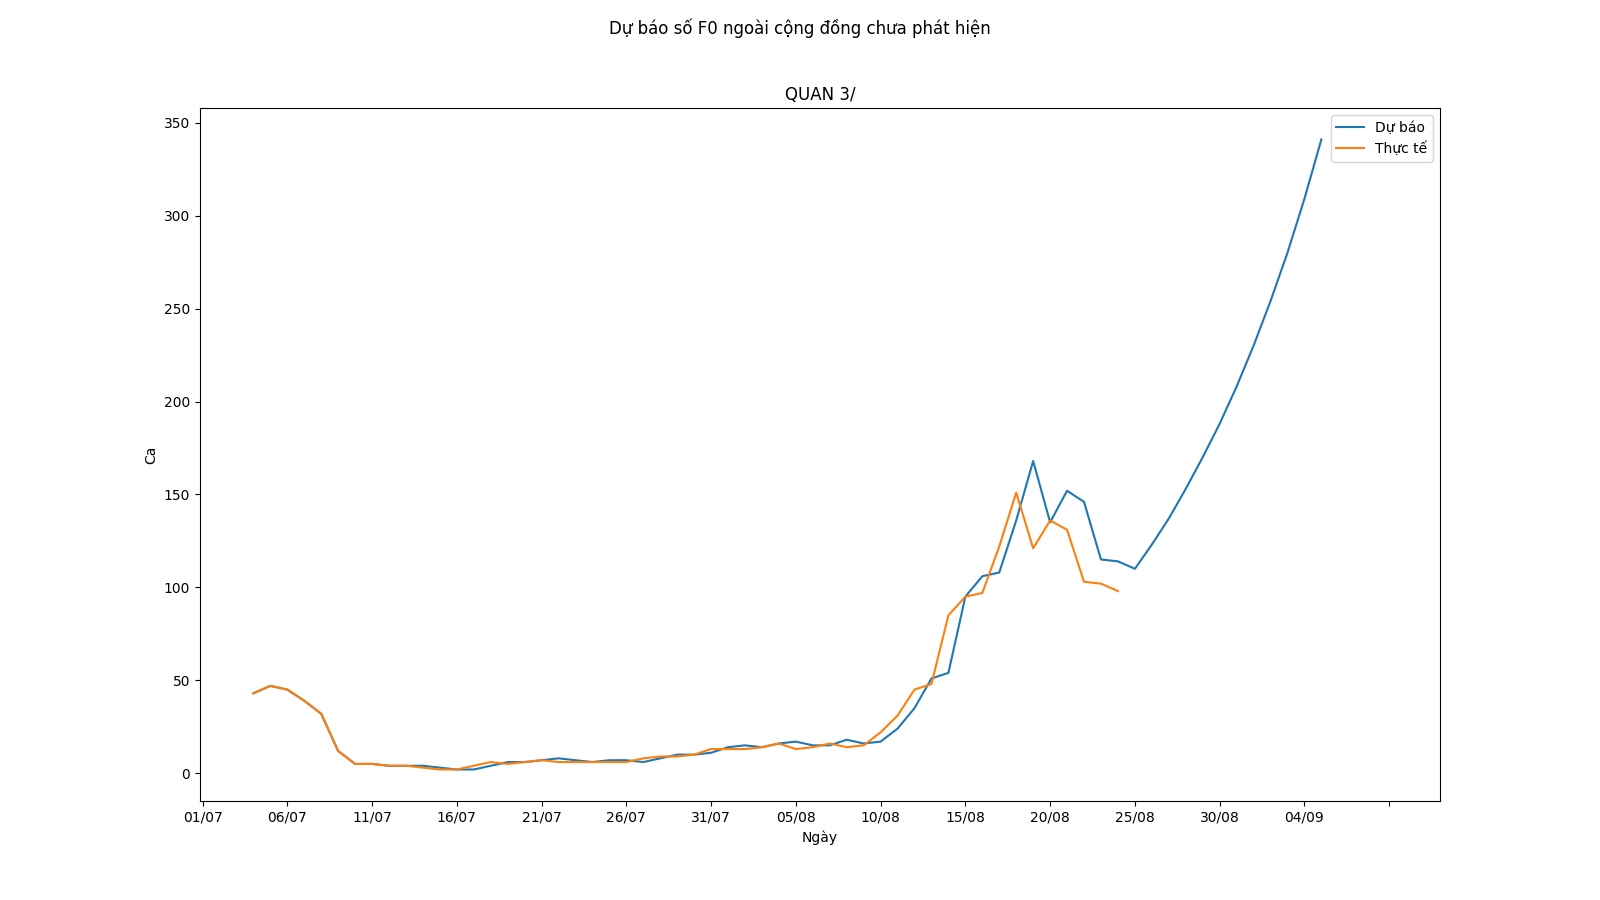 Dự báo số F0 ngoài cộng đồng chưa phát hiện
QUAN 3/
350
300
250
200
150
100
50
0
Ca
Dự báo
Thực tế
01/07 06/07 11/07 16/07 21/07 26/07 31/07 05/08 10/08 15/08 20/08 25/08 30/08 04/09
Ngày